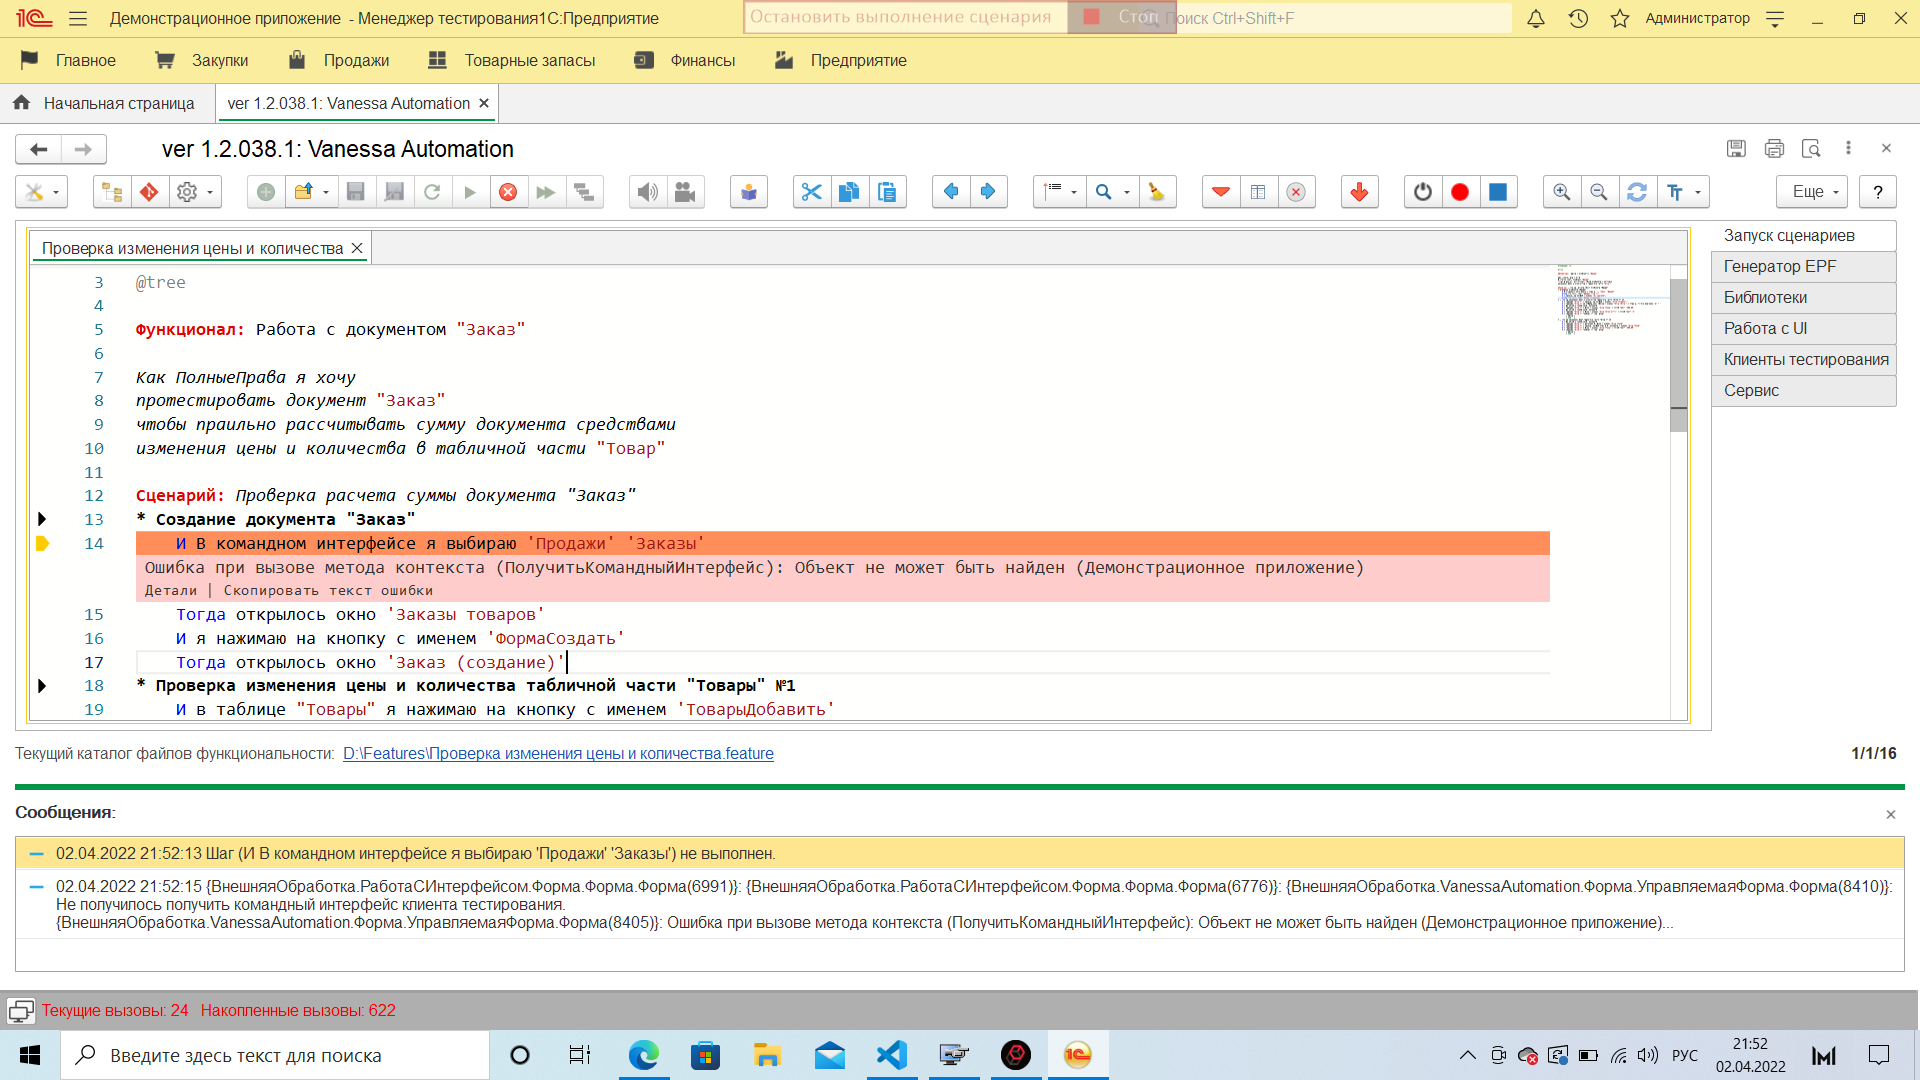 Демонстрационное приложение - Менеджер тестирования1С:Предприятие
Остановить выполнение сценария
Стоп
Поиск Ctrl+Shift+F
Администратор
Главное
Закупки
Продажи
Товарные запасы
Финансы
Предприятие
Начальная страница
ver 1.2.038.1: Vanessa Automation
ver 1.2.038.1: Vanessa Automation
Еще
?
Проверка изменения цены и количества
Запуск сценариев
Генератор EPF
Библиотеки
Работа с UI
Клиенты тестирования
Сервис
3 @tree
4
5 Функционал: Работа с документом "Заказ"
6
7 Как ПолныеПрава я хочу
8 протестировать документ "Заказ"
9 чтобы праильно рассчитывать сумму документа средствами
10 изменения цены и количества в табличной части "Товар"
11
12 Сценарий: Проверка расчета суммы документа "Заказ"
13 * Создание документа "Заказ"
14 И В командном интерфейсе я выбираю 'Продажи' 'Заказы'
Ошибка при вызове метода контекста (ПолучитьКомандныйИнтерфейс): Объект не может быть найден (Демонстрационное приложение)
Детали | Скопировать текст ошибки
15 Тогда открылось окно 'Заказы товаров'
16 И я нажимаю на кнопку с именем 'ФормаСоздать'
17 Тогда открылось окно 'Заказ (создание)'
18 * Проверка изменения цены и количества табличной части "Товары" №1
19 И в таблице "Товары" я нажимаю на кнопку с именем 'ТоварыДобавить'
Текущий каталог файлов функциональности: D:\Features\Проверка изменения цены и количества.feature
1/1/16
Сообщения:
02.04.2022 21:52:13 Шаг (И В командном интерфейсе я выбираю 'Продажи' 'Заказы') не выполнен.
02.04.2022 21:52:15 {ВнешняяОбработка.РаботаСИнтерфейсом.Форма.Форма.Форма(6991)}: {ВнешняяОбработка.РаботаСИнтерфейсом.Форма.Форма.Форма(6776)}: {ВнешняяОбработка.VanessaAutomation.Форма.УправляемаяФорма.Форма(8410)}:
Не получилось получить командный интерфейс клиента тестирования.
{ВнешняяОбработка.VanessaAutomation.Форма.УправляемаяФорма.Форма(8405)}: Ошибка при вызове метода контекста (ПолучитьКомандныйИнтерфейс): Объект не может быть найден (Демонстрационное приложение)...
Текущие вызовы: 24 Накопленные вызовы: 622
Введите здесь текст для поиска
РУС
21:52
02.04.2022